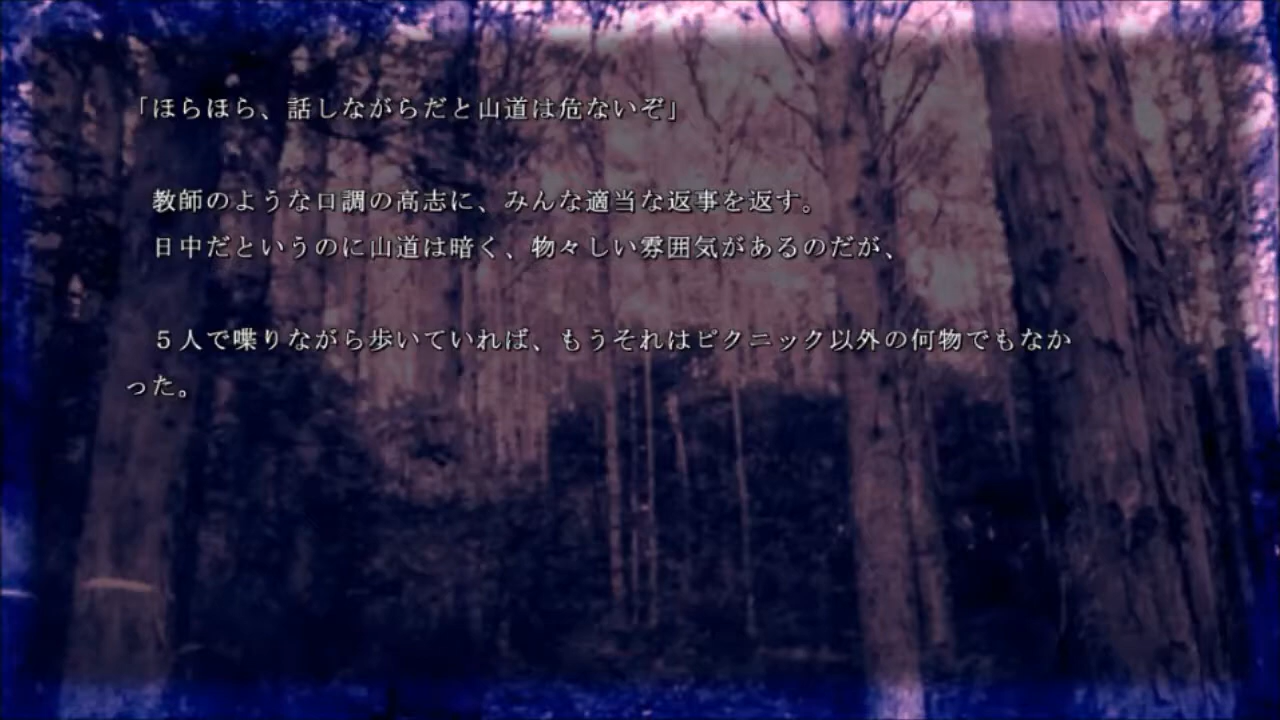 「ほらほら、話しながらだと山道は危ないぞ」
教師のような口調の高志に、みんな適当な返事を返す。
日中だというのに山道は暗く、物々しい雰囲気があるのだが、
５人で喋りながら歩いていれば、もうそれはピクニック以外の何物でもなか
った。